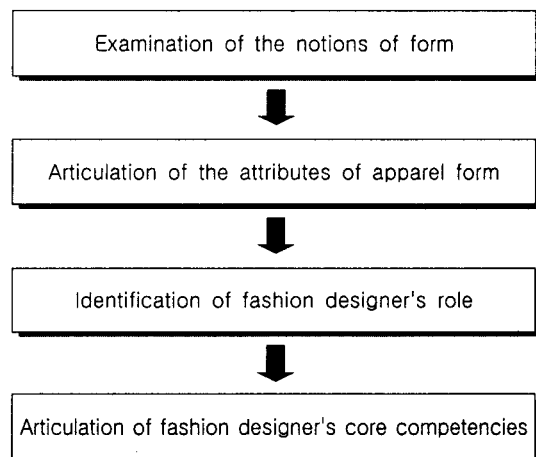 Examination of the notions of form
Articulation of the attributes of apparel form
Identification of fashion designer's role
Articulation of fashion designer's core competencies